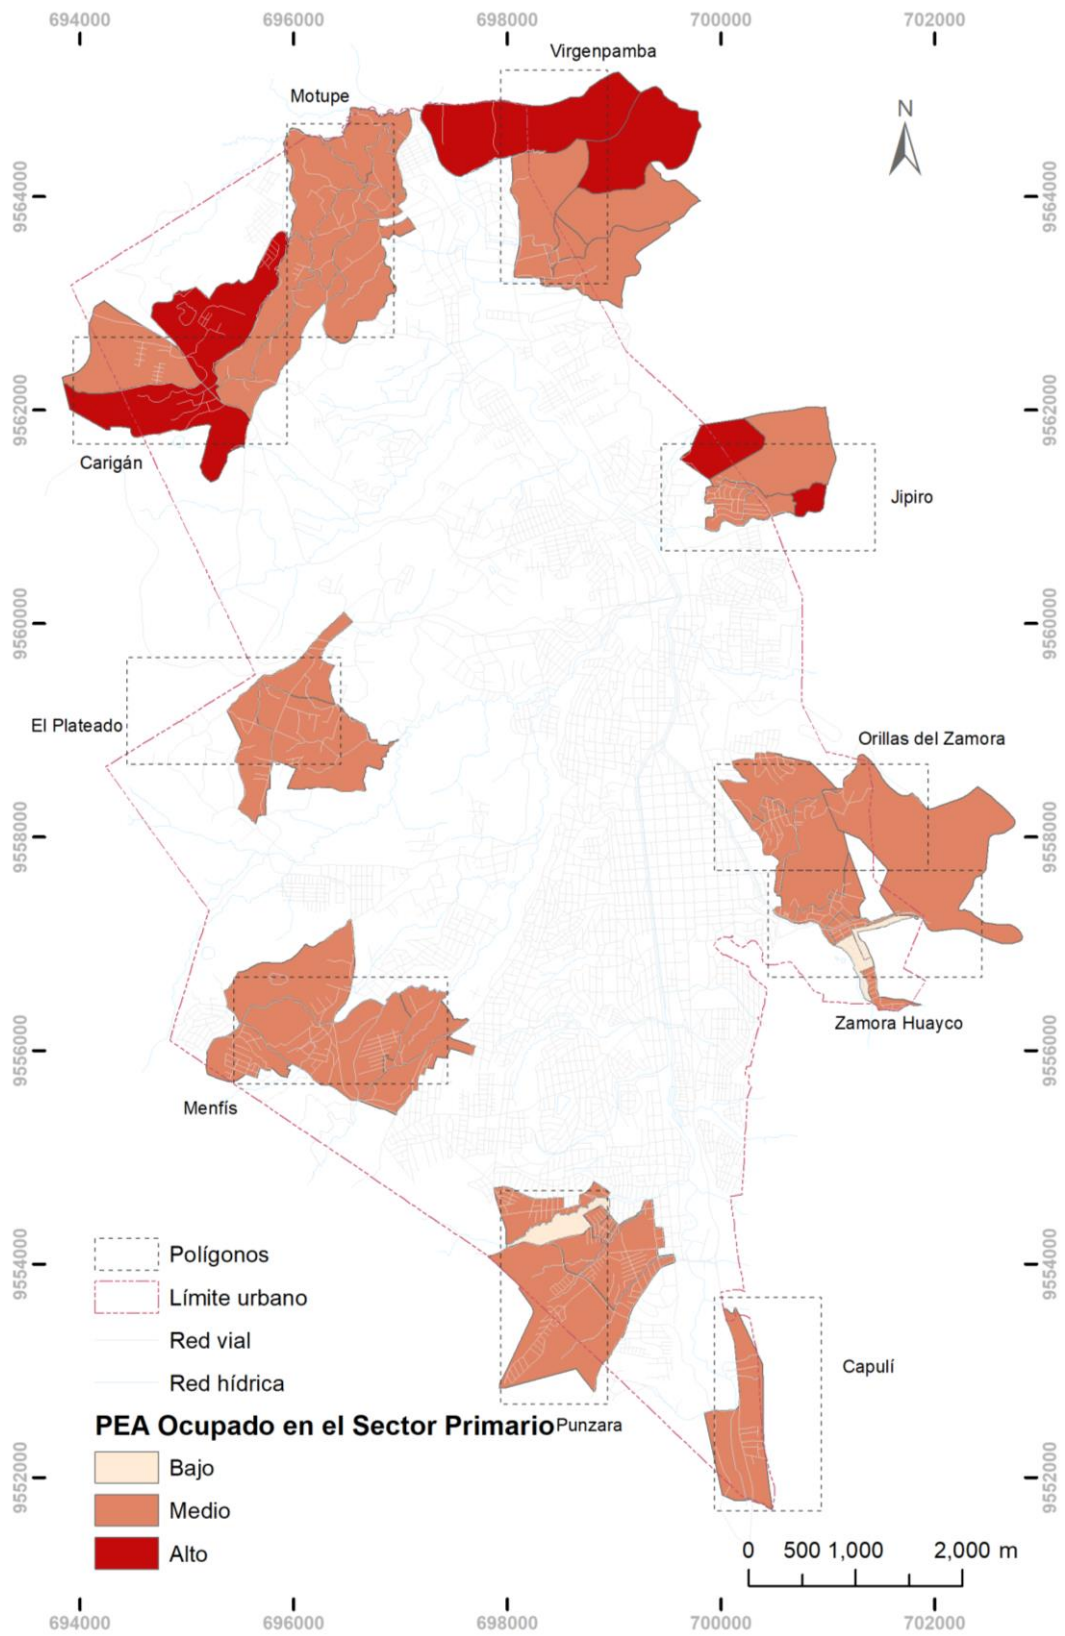 694000 696000 698000 700000 702000
Virgenpamba
Motupe
N
9564000 9564000
9562000 9562000
Carigán
Jipiro
9560000 9560000
El Plateado
Orillas del Zamora
9558000 9558000
Zamora Huayco
9556000 9556000
Menfís
Polígonos
9554000 9554000
Límite urbano
Red vial
Capulí
Red hídrica
PEA Ocupado en el Sector Primario
Punzara
Bajo
9552000 9552000
Medio
Alto
0 500 1,000 2,000 m
694000 696000 698000 700000 702000